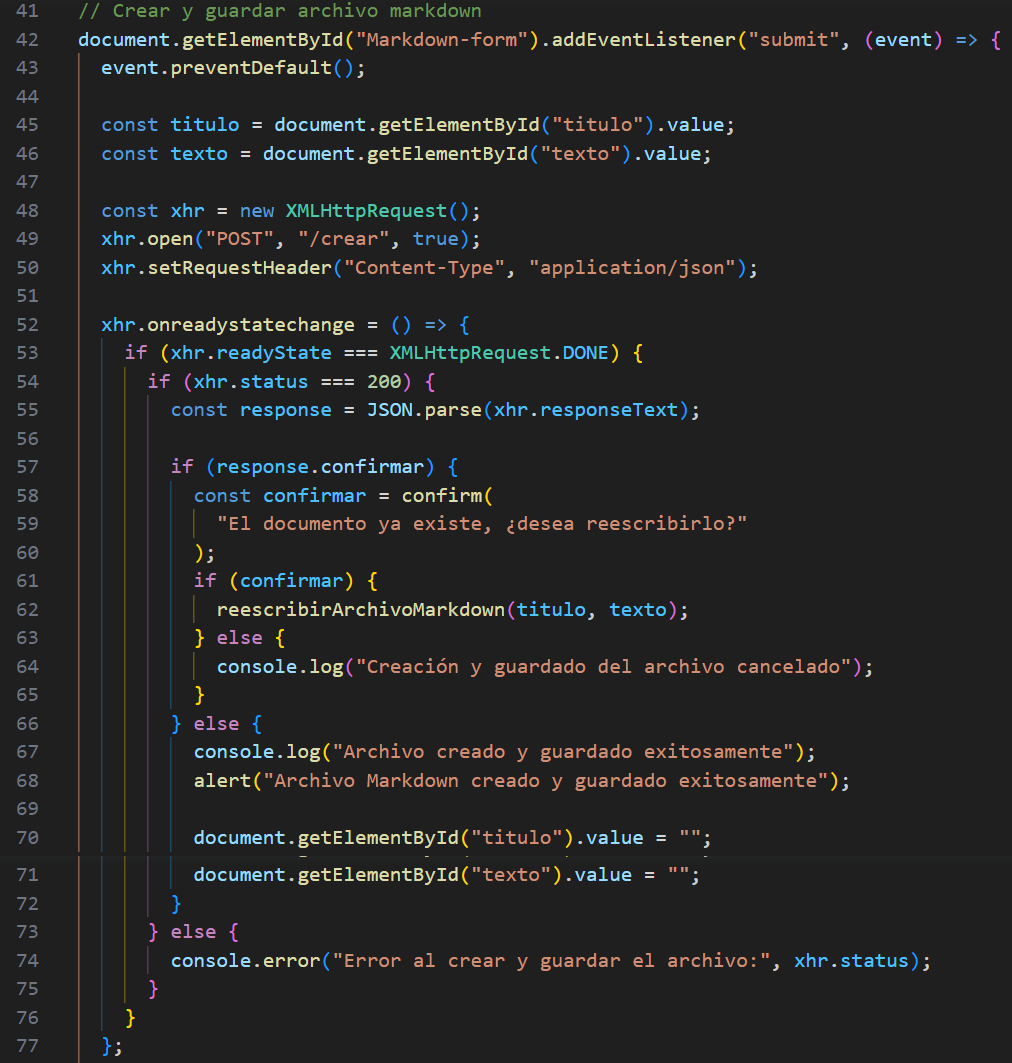 41 // Crear y guardar archivo markdown
42 document.getElementById("Markdown-form").addEventListener("submit", (event) => {
43 event.preventDefault();
44
45 const titulo = document.getElementById("titulo").value;
46 const texto = document.getElementById("texto").value;
47
48 const xhr = new XMLHttpRequest();
49 xhr.open("POST", "/crear", true);
50 xhr.setRequestHeader("Content-Type", "application/json");
51
52 xhr.onreadystatechange = () => {
53 if (xhr.readyState === XMLHttpRequest.DONE) {
54 if (xhr.status === 200) {
55 const response = JSON.parse(xhr.responseText);
56
57 if (response.confirmar) {
58 const confirmar = confirm(
59 "El documento ya existe, ¿desea reescribirlo?"
60 );
61 if (confirmar) {
62 reescribirArchivoMarkdown(titulo, texto);
63 } else {
64 console.log("Creación y guardado del archivo cancelado");
65 }
66 } else {
67 console.log("Archivo creado y guardado exitosamente");
68 alert("Archivo Markdown creado y guardado exitosamente");
69
70 document.getElementById("titulo").value = "";
71 document.getElementById("texto").value = "";
72 }
73 } else {
74 console.error("Error al crear y guardar el archivo:", xhr.status);
75 }
76 }
77 };